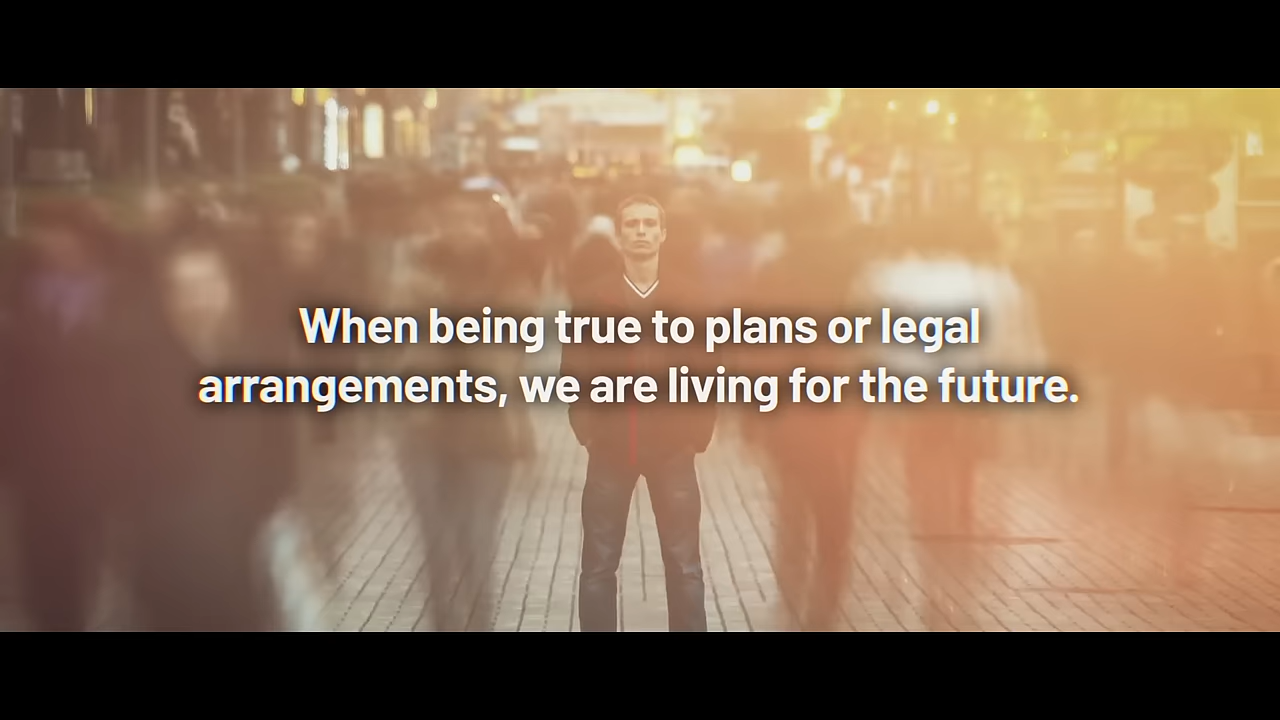 When being true to plans or legal
arrangements, we are living for the future.